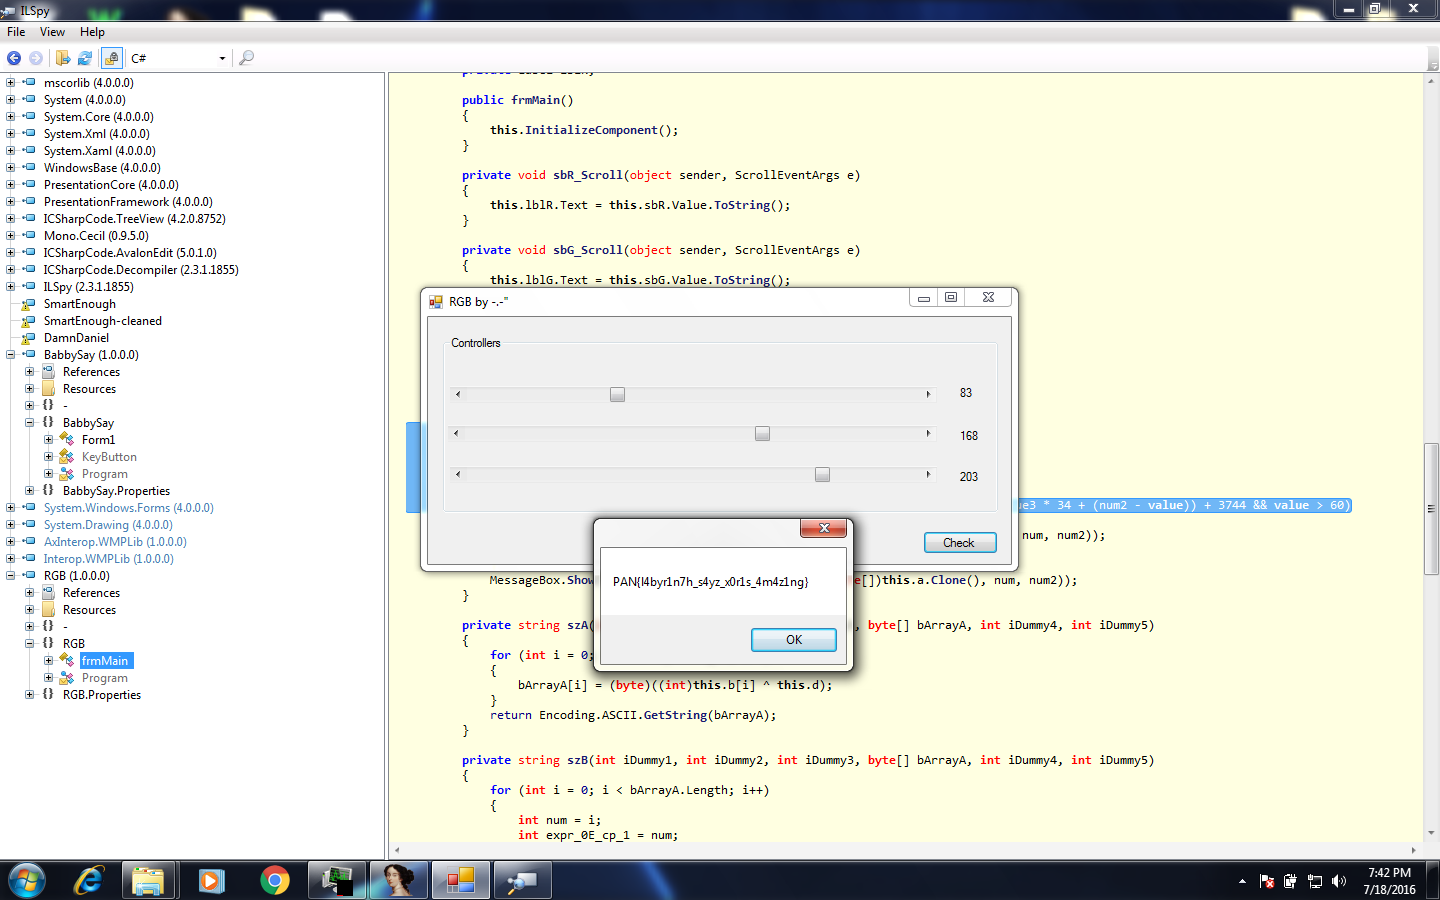 ILSpy
File View Help
C#
mscorlib (4.0.0.0)
System (4.0.0.0)
System.Core (4.0.0.0)
System.Xml (4.0.0.0)
System.Xaml (4.0.0.0)
WindowsBase (4.0.0.0)
PresentationCore (4.0.0.0)
PresentationFramework (4.0.0.0)
ICSharpCode.TreeView (4.2.0.8752)
Mono.Cecil (0.9.5.0)
ICSharpCode.AvalonEdit (5.0.1.0)
ICSharpCode.Decompiler (2.3.1.1855)
ILSpy (2.3.1.1855)
SmartEnough
SmartEnough-cleaned
DamnDaniel
BabbySay (1.0.0.0)
References
Resources
-
BabbySay
Form1
KeyButton
Program
BabbySay.Properties
System.Windows.Forms (4.0.0.0)
System.Drawing (4.0.0.0)
AxInterop.WMPLib (1.0.0.0)
Interop.WMPLib (1.0.0.0)
RGB (1.0.0.0)
References
Resources
-
RGB
frmMain
Program
RGB.Properties
public frmMain()
{
this.InitializeComponent();
}
private void sbR_Scroll(object sender, ScrollEventArgs e)
{
this.lblR.Text = this.sbR.Value.ToString();
}
private void sbG_Scroll(object sender, ScrollEventArgs e)
{
this.lblG.Text = this.sbG.Value.ToString();
RGB by -.-"
Controllers
83
168
203
Check
* 34 + (num2 - value)) + 3744 && value > 60)
num, num2));
MessageBox.Show
[])this.a.Clone(), num, num2));
}
PAN{l4byr1n7h_s4yz_x0r1s_4m4z1ng}
OK
private string szA(
, byte[] bArrayA, int iDummy4, int iDummy5)
{
for (int i = 0;
{
bArrayA[i] = (byte)((int)this.b[i] ^ this.d);
}
return Encoding.ASCII.GetString(bArrayA);
}
private string szB(int iDummy1, int iDummy2, int iDummy3, byte[] bArrayA, int iDummy4, int iDummy5)
{
for (int i = 0; i < bArrayA.Length; i++)
{
int num = i;
int expr_0E_cp_1 = num;
7:42 PM
7/18/2016